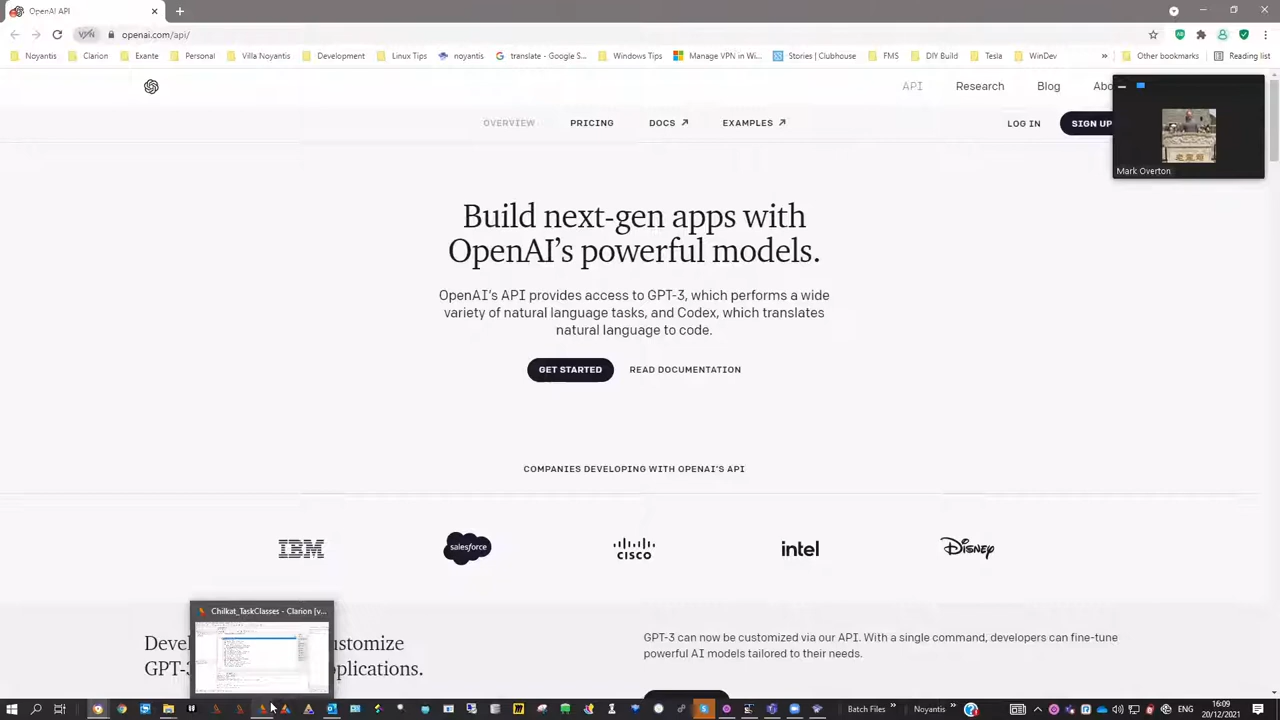 OpenAI API
openai.com/api/
Noyantis
Clarion
Exante
Personal
Villa Noyantis
Development
Linux Tips
noyantis
translate - Google S...
Windows Tips
Manage VPN in Wi...
Stories | Clubhouse
FMS
DIY Build
Tesla
WinDev
»
Other bookmarks
Reading list
API
Research
Blog
Abo
OVERVIEW
PRICING
DOCS ↗
EXAMPLES ↗
LOG IN
SIGN UP
Mark Overton
Build next-gen apps with
OpenAI's powerful models.
OpenAI's API provides access to GPT-3, which performs a wide
variety of natural language tasks, and Codex, which translates
natural language to code.
GET STARTED
READ DOCUMENTATION
COMPANIES DEVELOPING WITH OPENAI'S API
IBM
salesforce
CISCO
intel
Disney
Chilkat_TaskClasses - Clarion [v...
Devel
ustomize
GPT-3
plications.
GPT-3 can now be customized via our API. With a single command, developers can fine-tune
powerful AI models tailored to their needs.
Batch Files
»
Noyantis
»
ENG
16:09
20/12/2021